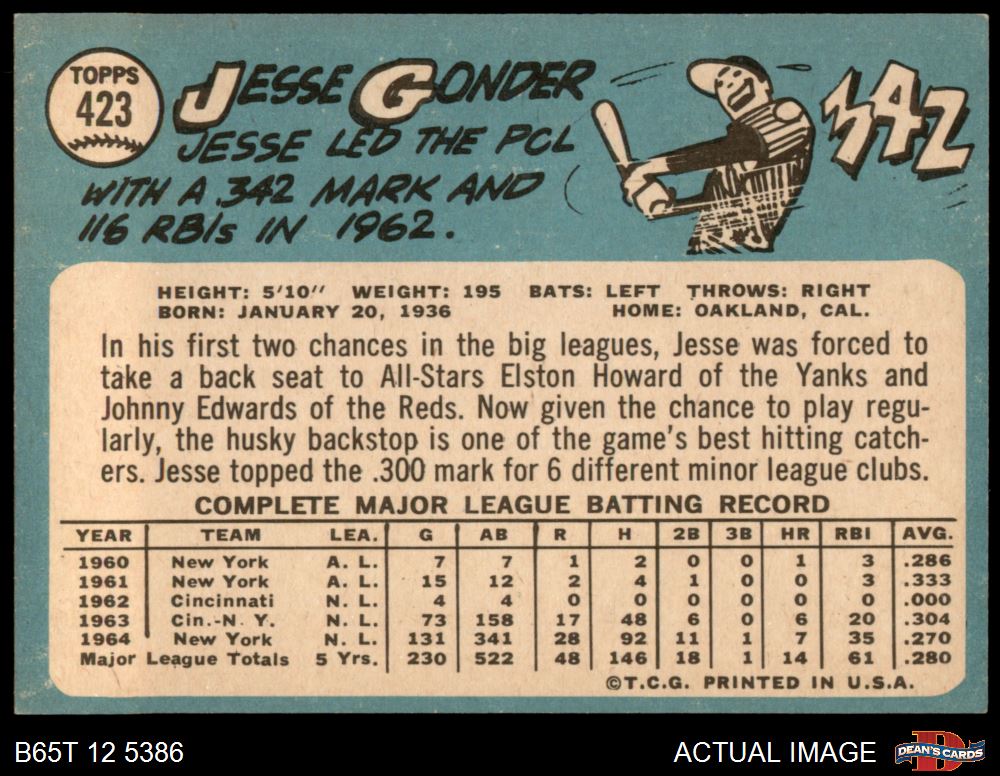 TOPPS
423
JESSE GONDER
JESSE LED THE PCL
WITH A .342 MARK AND
116 RBIs IN 1962.
342
HEIGHT: 5'10" WEIGHT: 195 BATS: LEFT THROWS: RIGHT
BORN: JANUARY 20, 1936 HOME: OAKLAND, CAL.
In his first two chances in the big leagues, Jesse was forced to
take a back seat to All-Stars Elston Howard of the Yanks and
Johnny Edwards of the Reds. Now given the chance to play regu-
larly, the husky backstop is one of the game's best hitting catch-
ers. Jesse topped the .300 mark for 6 different minor league clubs.
COMPLETE MAJOR LEAGUE BATTING RECORD
YEAR TEAM LEA. G AB R H 2B 3B HR RBI AVG.
1960 New York A. L. 7 7 1 2 0 0 1 3 .286
1961 New York A. L. 15 12 2 4 1 0 0 3 .333
1962 Cincinnati N. L. 4 4 0 0 0 0 0 0 .000
1963 Cin.-N. Y. N. L. 73 158 17 48 6 0 6 20 .304
1964 New York N. L. 131 341 28 92 11 1 7 35 .270
Major League Totals 5 Yrs. 230 522 48 146 18 1 14 61 .280
©T.C.G. PRINTED IN U.S.A.
B65T 12 5386 ACTUAL IMAGE DEAN'S CARDS